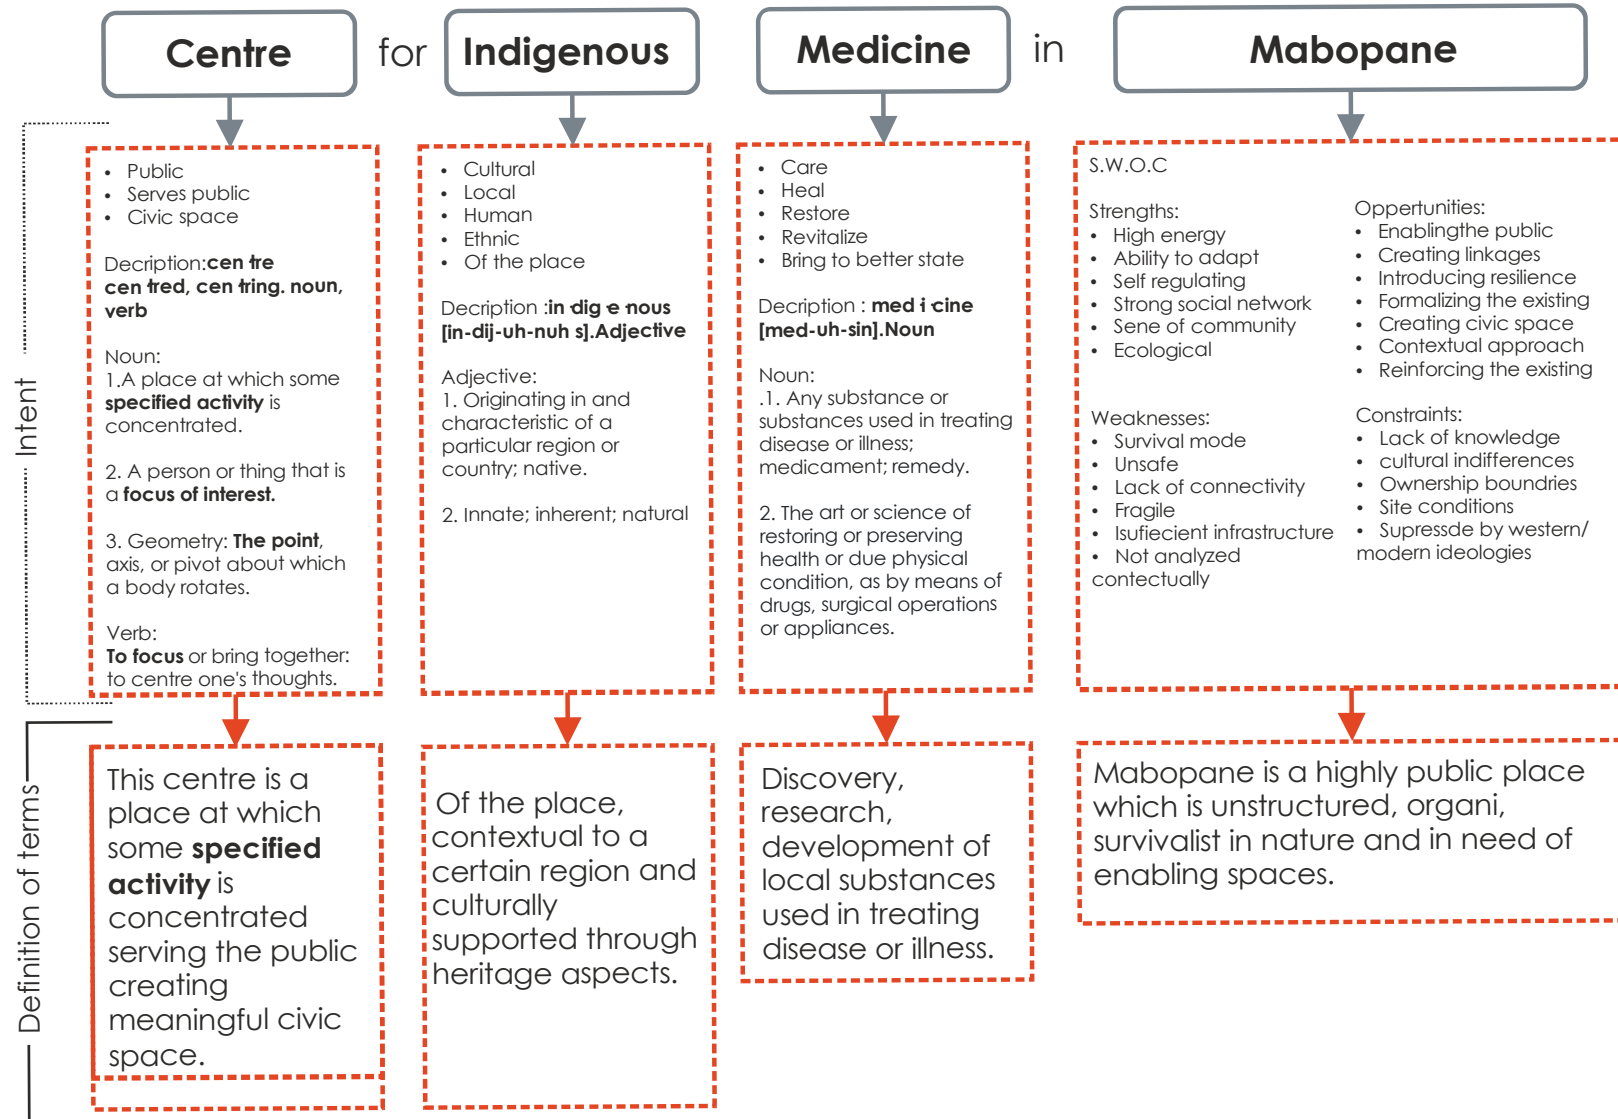 Centre for Indigenous Medicine in Mabopane
Intent
• Public
• Serves public
• Civic space
Decription:cen·tre
cen·tred, cen·tring. noun,
verb
Noun:
1.A place at which some
specified activity is
concentrated.
2. A person or thing that is
a focus of interest.
3. Geometry: The point,
axis, or pivot about which
a body rotates.
Verb:
To focus or bring together:
to centre one's thoughts.
• Cultural
• Local
• Human
• Ethnic
• Of the place
Decription :in·dig·e·nous
[in-dij-uh-nuh s].Adjective
Adjective:
1. Originating in and
characteristic of a
particular region or
country; native.
2. Innate; inherent; natural
• Care
• Heal
• Restore
• Revitalize
• Bring to better state
Decription : med·i·cine
[med-uh-sin].Noun
Noun:
.1. Any substance or
substances used in treating
disease or illness;
medicament; remedy.
2. The art or science of
restoring or preserving
health or due physical
condition, as by means of
drugs, surgical operations
or appliances.
S.W.O.C
Strengths:
• High energy
• Ability to adapt
• Self regulating
• Strong social network
• Sene of community
• Ecological
Weaknesses:
• Survival mode
• Unsafe
• Lack of connectivity
• Fragile
• Isufiecient infrastructure
• Not analyzed
contectually
Oppertunities:
• Enablingthe public
• Creating linkages
• Introducing resilience
• Formalizing the existing
• Creating civic space
• Contextual approach
• Reinforcing the existing
Constraints:
• Lack of knowledge
• cultural indifferences
• Ownership boundries
• Site conditions
• Supressde by western/
modern ideologies
Definition of terms
This centre is a
place at which
some specified
activity is
concentrated
serving the public
creating
meaningful civic
space.
Of the place,
contextual to a
certain region and
culturally
supported through
heritage aspects.
Discovery,
research,
development of
local substances
used in treating
disease or illness.
Mabopane is a highly public place
which is unstructured, organi,
survivalist in nature and in need of
enabling spaces.